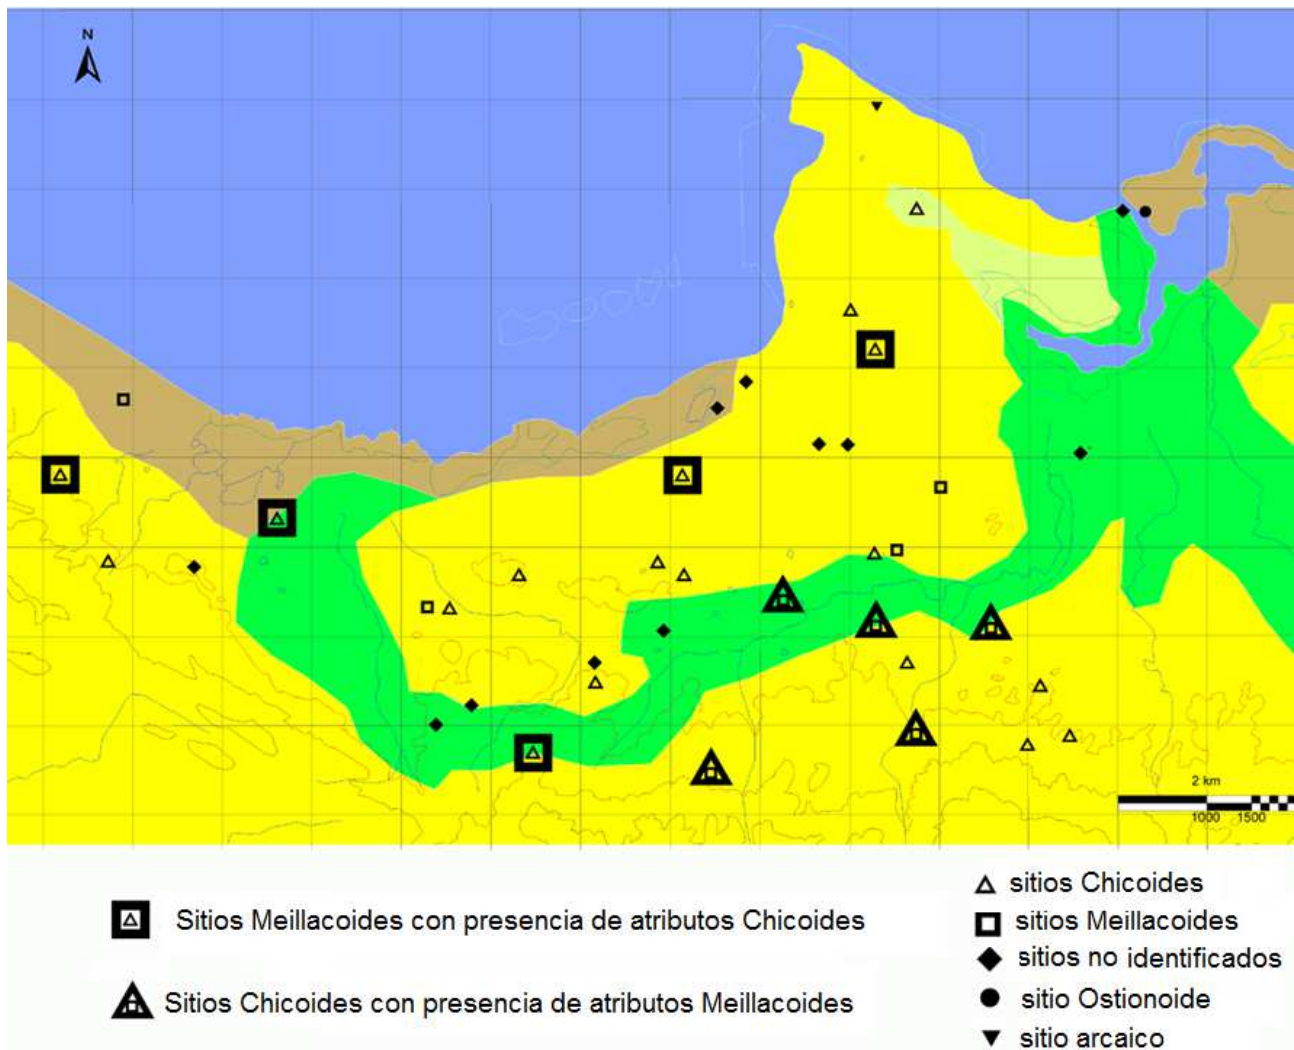 N
2 km
1000 1500
Sitios Meillacoides con presencia de atributos Chicoides
Sitios Chicoides con presencia de atributos Meillacoides
sitios Chicoides
sitios Meillacoides
sitios no identificados
sitio Ostionoide
sitio arcaico